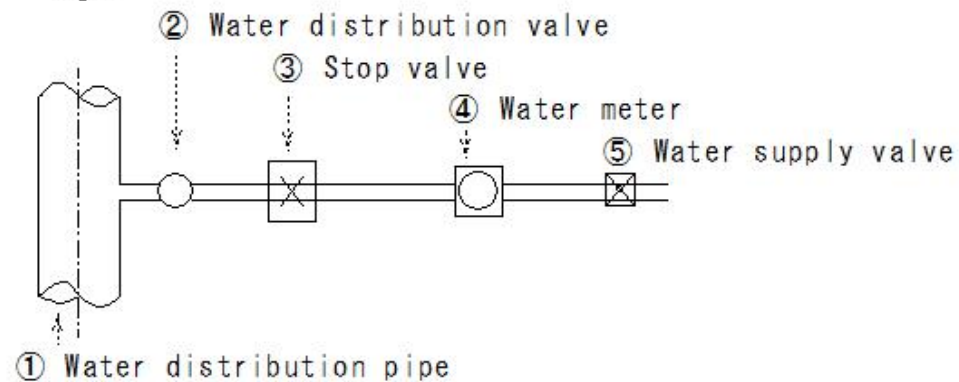 ② Water distribution valve
③ Stop valve
④ Water meter
⑤ Water supply valve
① Water distribution pipe